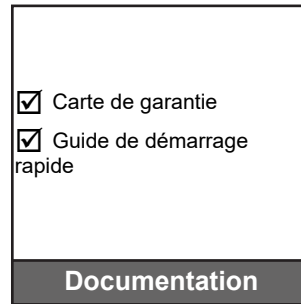 ☑ Carte de garantie
☑ Guide de démarrage
rapide
Documentation